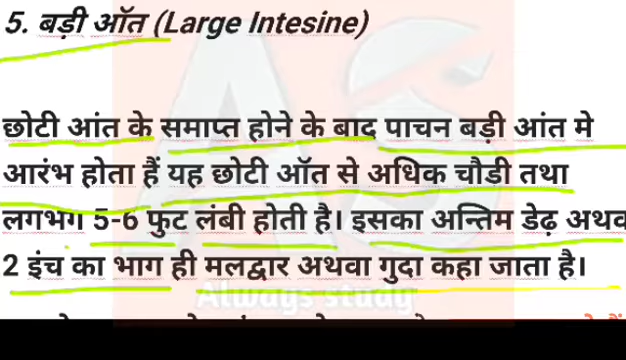 5. बड़ी ऑत (Large Intesine)
छोटी आंत के समाप्त होने के बाद पाचन बड़ी आंत मे
आरंभ होता हैं यह छोटी ऑत से अधिक चौडी तथा
लगभग 5-6 फुट लंबी होती है। इसका अन्तिम डेढ़ अथव
2 इंच का भाग ही मलद्वार अथवा गुदा कहा जाता है।
Always study